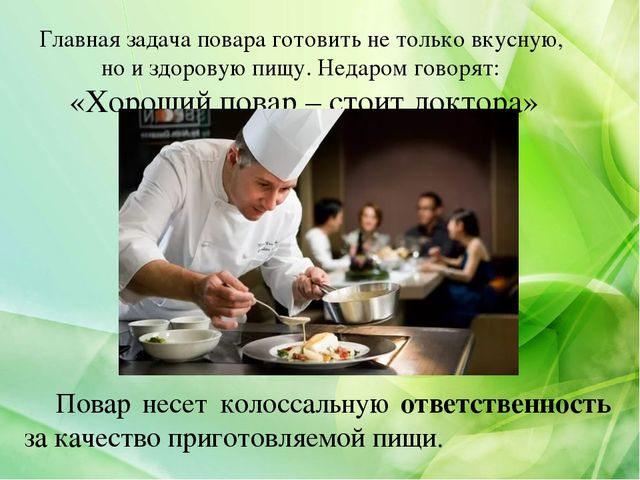 Главная задача повара готовить не только вкусную,
но и здоровую пищу. Недаром говорят:
«Хороший повар – стоит доктора»
Повар несет колоссальную ответственность
за качество приготовляемой пищи.